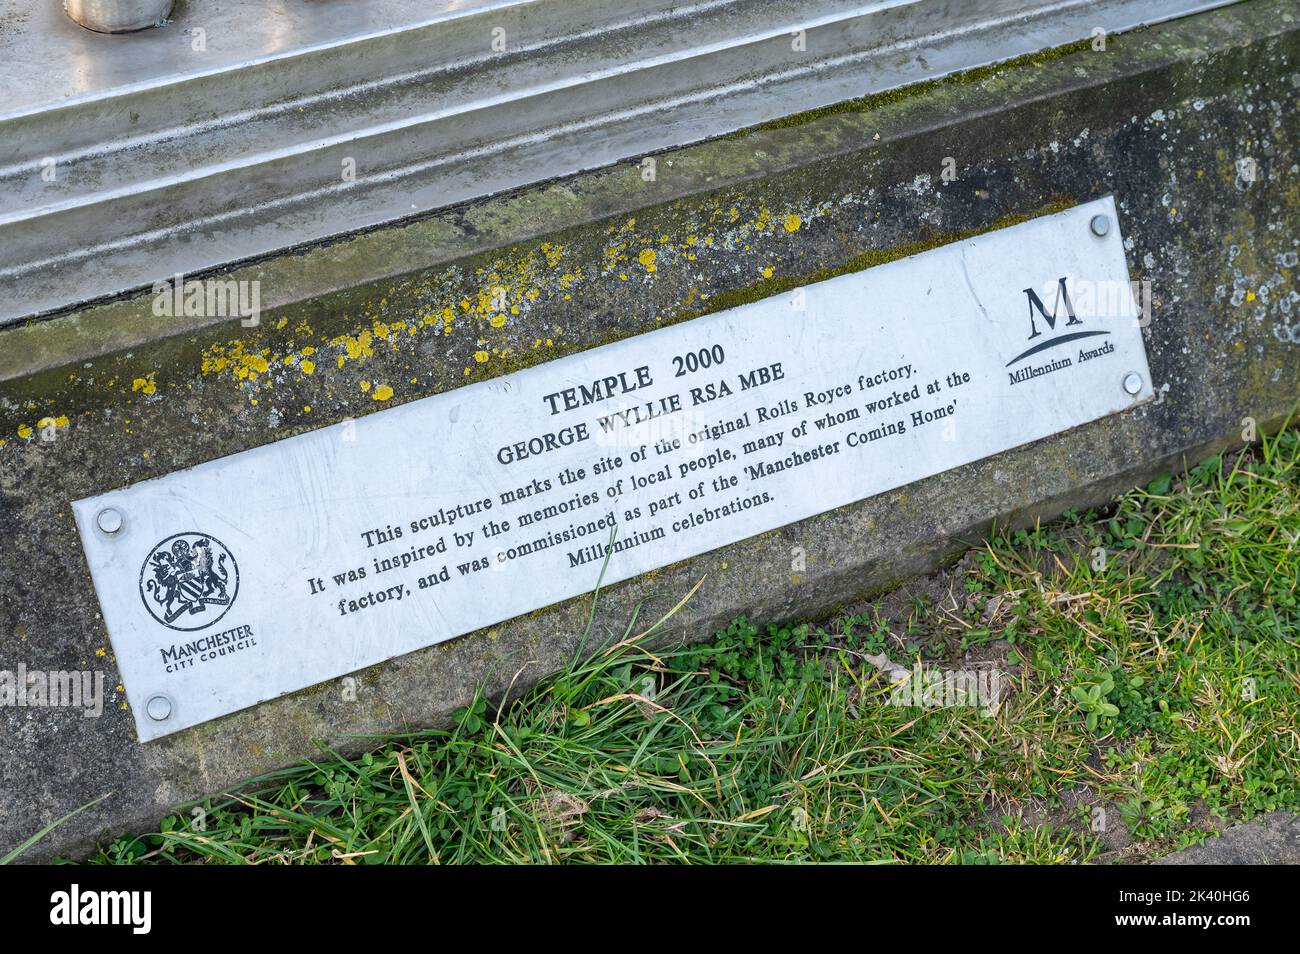 TEMPLE 2000
GEORGE WYLLIE RSA MBE
This sculpture marks the site of the original Rolls Royce factory.
It was inspired by the memories of local people, many of whom worked at the
factory, and was commissioned as part of the 'Manchester Coming Home'
Millennium celebrations.
MANCHESTER
CITY COUNCIL
M
Millennium Awards
a
alamy
Image ID: 2K40HG6
www.alamy.com